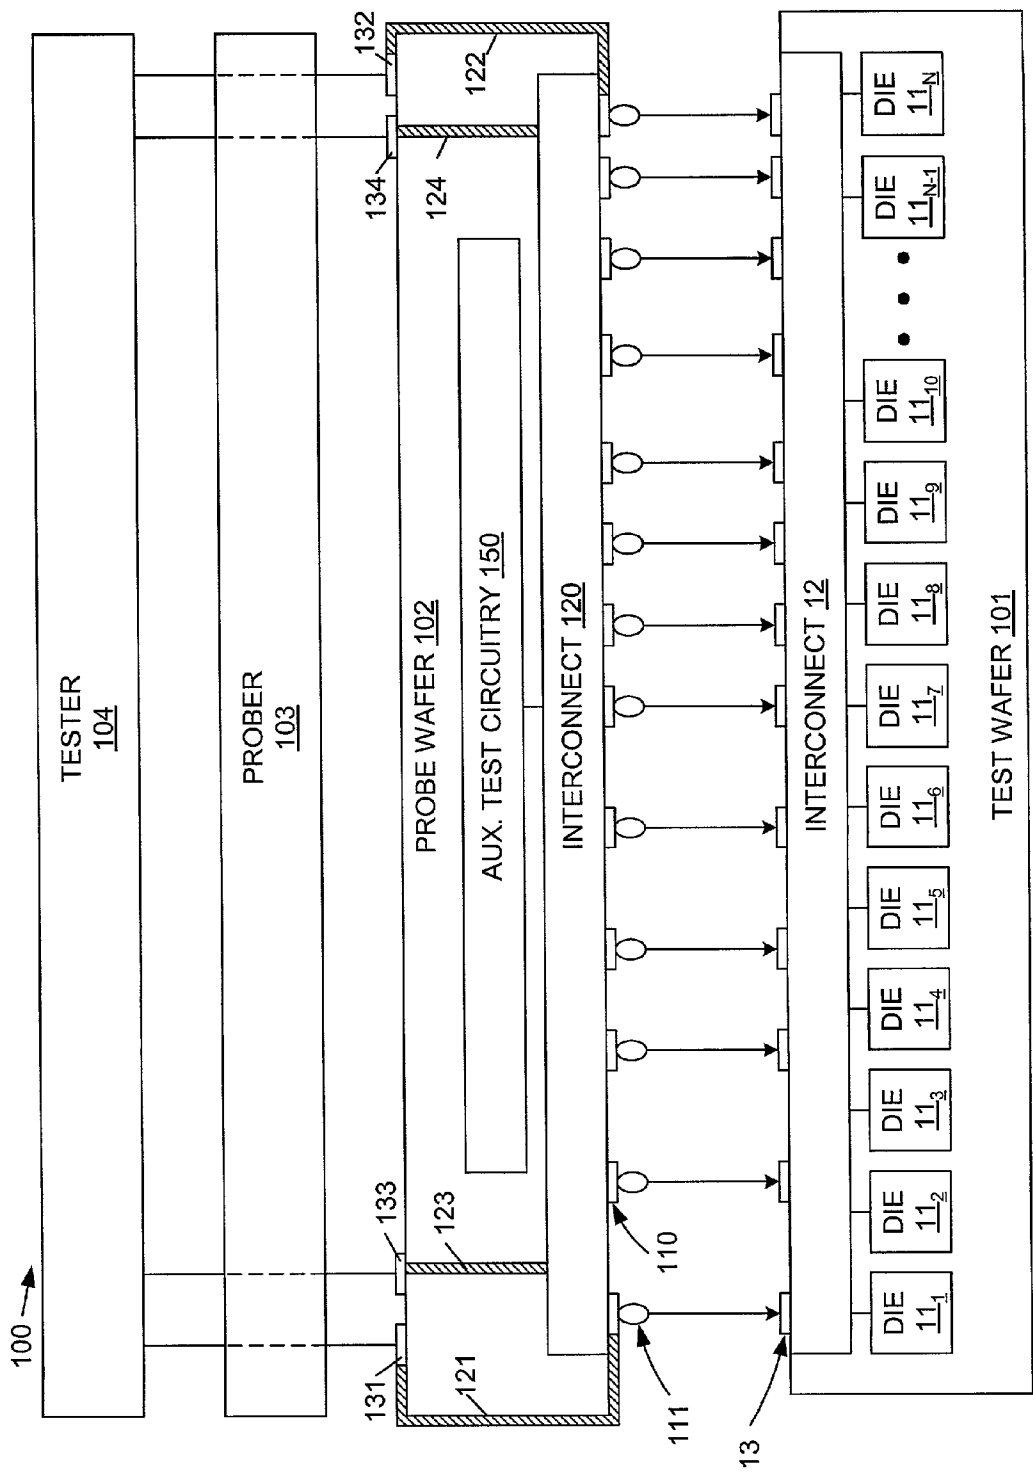 100
TESTER
104
PROBER
103
131
133
134
132
121
123
124
122
PROBE WAFER 102
AUX. TEST CIRCUITRY 150
INTERCONNECT 120
111
110
13
INTERCONNECT 12
DIE
11₁
DIE
11₂
DIE
11₃
DIE
11₄
DIE
11₅
DIE
11₆
DIE
11₇
DIE
11₈
DIE
11₉
DIE
11₁₀
DIE
11N-1
DIE
11N
TEST WAFER 101